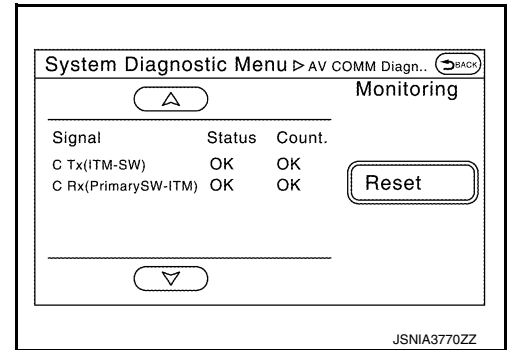 System Diagnostic Menu ▷ AV COMM Diagn.. BACK
Monitoring
Signal Status Count.
C Tx(ITM-SW) OK OK
C Rx(PrimarySW-ITM) OK OK
Reset
JSNIA3770ZZ